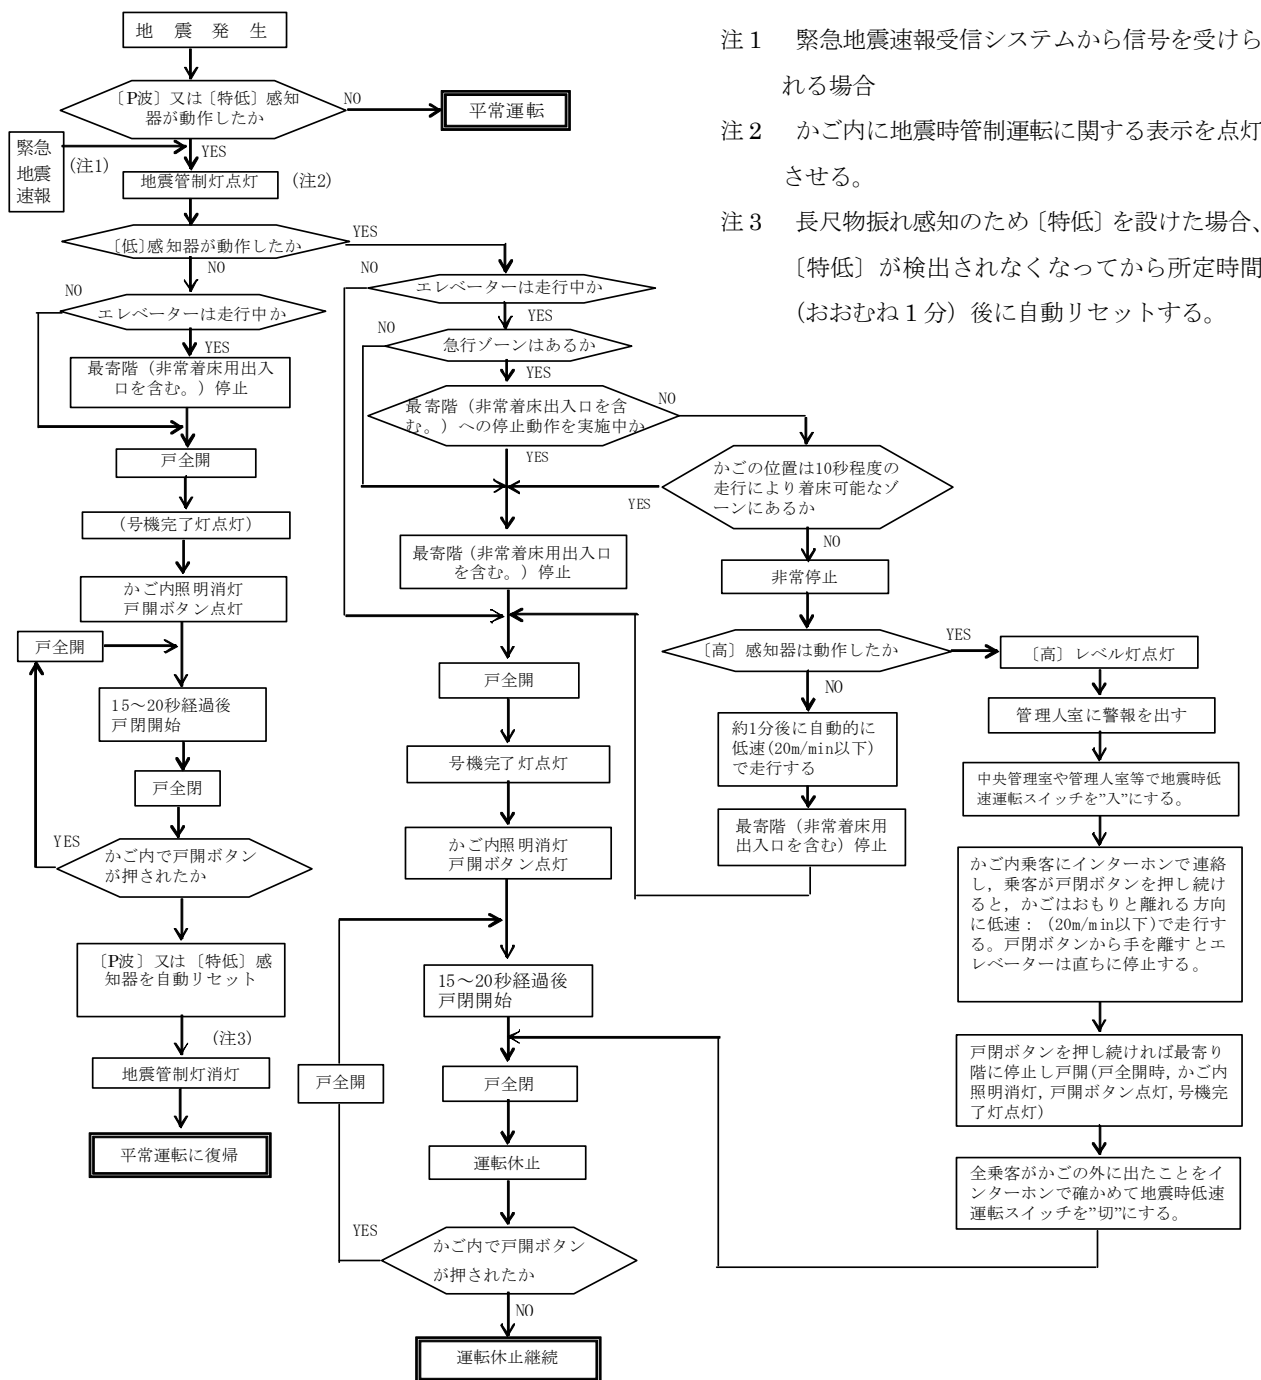 地 震 発 生
〔P波〕又は〔特低〕感知
器が動作したか
NO
平常運転
YES
緊急
地震
速報
(注1)
地震管制灯点灯
(注2)
〔低〕感知器が動作したか
YES
NO
NO
エレベーターは走行中か
YES
最寄階（非常着床用出入
口を含む。）停止
戸全開
(号機完了灯点灯)
かご内照明消灯
戸開ボタン点灯
戸全開
15～20秒経過後
戸閉開始
戸全閉
YES
かご内で戸開ボタン
が押されたか
〔P波〕又は〔特低〕感
知器を自動リセット
(注3)
地震管制灯消灯
平常運転に復帰
NO
エレベーターは走行中か
YES
NO
急行ゾーンはあるか
YES
最寄階（非常着床出入口を含
む。）への停止動作を実施中か
NO
YES
かごの位置は10秒程度の
走行により着床可能なゾ
ーンにあるか
YES
NO
最寄階（非常着床用出入口
を含む。）停止
非常停止
〔高〕感知器は動作したか
YES
NO
戸全開
号機完了灯点灯
かご内照明消灯
戸開ボタン点灯
15～20秒経過後
戸閉開始
戸全開
戸全閉
運転休止
YES
かご内で戸開ボタン
が押されたか
NO
運転休止継続
約1分後に自動的に
低速(20m/min以下)
で走行する
最寄階（非常着床用
出入口を含む）停止
〔高〕レベル灯点灯
管理人室に警報を出す
中央管理室や管理人室等で地震時低
速運転スイッチを”入”にする。
かご内乗客にインターホンで連絡
し，乗客が戸閉ボタンを押し続け
ると，かごはおもりと離れる方向
に低速：（20m/min以下)で走行す
る。戸閉ボタンから手を離すとエ
レベーターは直ちに停止する。
戸閉ボタンを押し続ければ最寄り
階に停止し戸開(戸全開時,かご内
照明消灯,戸開ボタン点灯,号機完
了灯点灯)
全乗客がかごの外に出たことをイ
ンターホンで確かめて地震時低速
運転スイッチを”切”にする。
注1 緊急地震速報受信システムから信号を受けら
れる場合
注2 かご内に地震時管制運転に関する表示を点灯
させる。
注3 長尺物振れ感知のため〔特低〕を設けた場合、
〔特低〕が検出されなくなってから所定時間
（おおむね1分）後に自動リセットする。